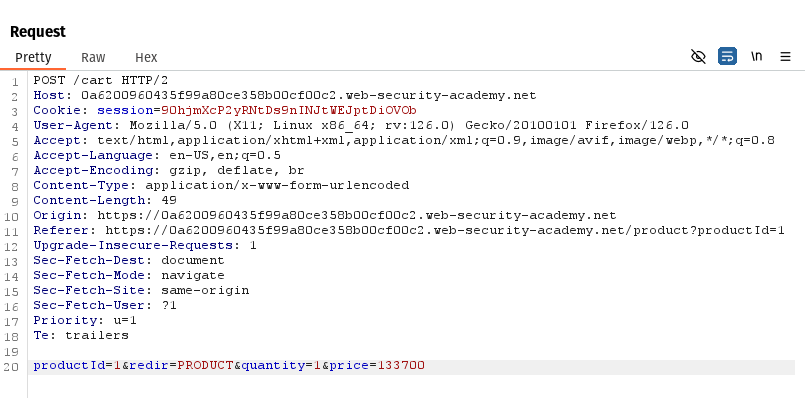 Request
Pretty Raw Hex \n
1 POST /cart HTTP/2
2 Host: 0a6200960435f99a80ce358b00cf00c2.web-security-academy.net
3 Cookie: session=90hjmXcP2yRNtDs9nINJtWEJptDiOVOb
4 User-Agent: Mozilla/5.0 (X11; Linux x86_64; rv:126.0) Gecko/20100101 Firefox/126.0
5 Accept: text/html,application/xhtml+xml,application/xml;q=0.9,image/avif,image/webp,*/*;q=0.8
6 Accept-Language: en-US,en;q=0.5
7 Accept-Encoding: gzip, deflate, br
8 Content-Type: application/x-www-form-urlencoded
9 Content-Length: 49
10 Origin: https://0a6200960435f99a80ce358b00cf00c2.web-security-academy.net
11 Referer: https://0a6200960435f99a80ce358b00cf00c2.web-security-academy.net/product?productId=1
12 Upgrade-Insecure-Requests: 1
13 Sec-Fetch-Dest: document
14 Sec-Fetch-Mode: navigate
15 Sec-Fetch-Site: same-origin
16 Sec-Fetch-User: ?1
17 Priority: u=1
18 Te: trailers
19
20 productId=1&redir=PRODUCT&quantity=1&price=133700